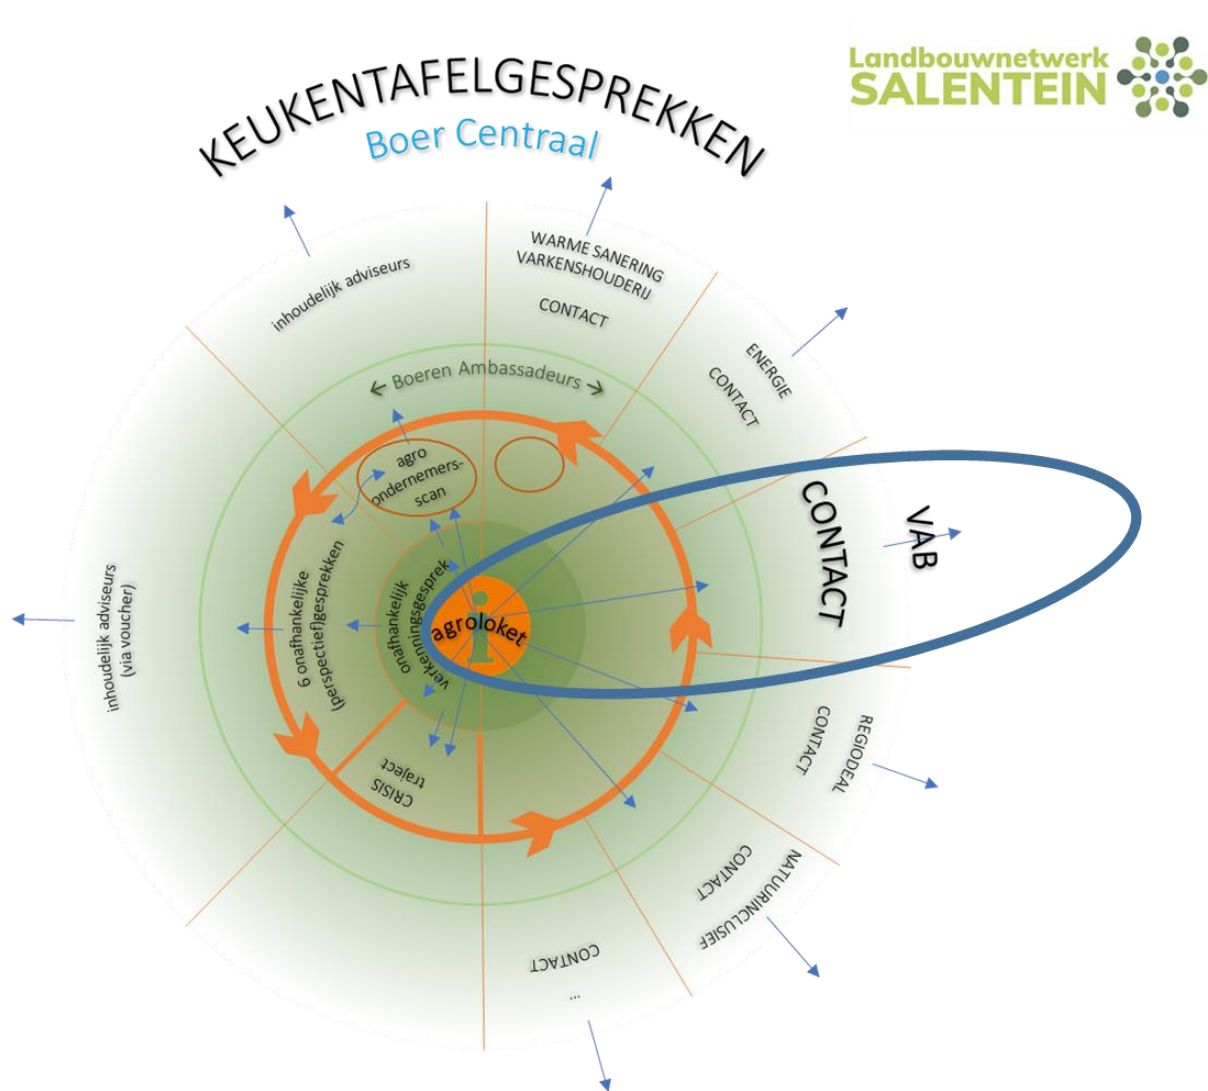 Landbouwnetwerk
SALENTEIN
KEUKENTAFELGESPREKKEN
Boer Centraal
inhoudelijk adviseurs
WARME SANERING
VARKENSHOUDERIJ
CONTACT
ENERGIE
CONTACT
← Boeren Ambassadeurs →
agro
ondernemers-
scan
CONTACT
VAB
6 onafhankelijke
(perspectief)gesprekken
onafhankelijk
verkenningsgesprek
i
agroloket
inhoudelijk adviseurs
(via voucher)
CRISIS
traject
REGIODEAL
CONTACT
NATUURINCLUSIEF
CONTACT
CONTACT
...